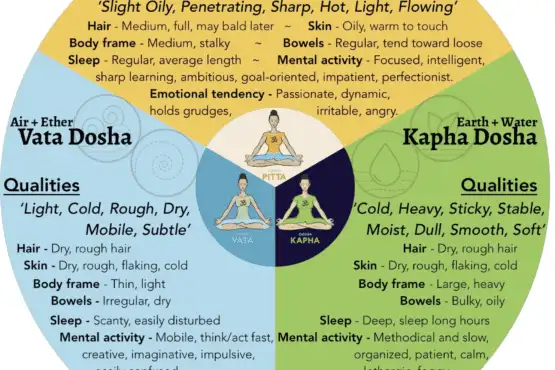 'Slight Oily, Penetrating, Sharp, Hot, Light, Flowing'
Hair - Medium, full, may bald later ~ Skin - Oily, warm to touch
Body frame - Medium, stalky ~ Bowels - Regular, tend toward loose
Sleep - Regular, average length ~ Mental activity - Focused, intelligent,
sharp learning, ambitious, goal-oriented, impatient, perfectionist.
Emotional tendency - Passionate, dynamic,
holds grudges, irritable, angry.
PITTA
Air + Ether
Vata Dosha
Qualities
'Light, Cold, Rough, Dry,
Mobile, Subtle'
Hair - Dry, rough hair
Skin - Dry, rough, flaking, cold
Body frame - Thin, light
Bowels - Irregular, dry
Sleep - Scanty, easily disturbed
Mental activity - Mobile, think/act fast,
creative, imaginative, impulsive,
easily confused
VATA
DOSHA
KAPHA
Earth + Water
Kapha Dosha
Qualities
'Cold, Heavy, Sticky, Stable,
Moist, Dull, Smooth, Soft'
Hair - Dry, rough hair
Skin - Dry, rough, flaking, cold
Body frame - Large, heavy
Bowels - Bulky, oily
Sleep - Deep, sleep long hours
Mental activity - Methodical and slow,
organized, patient, calm,